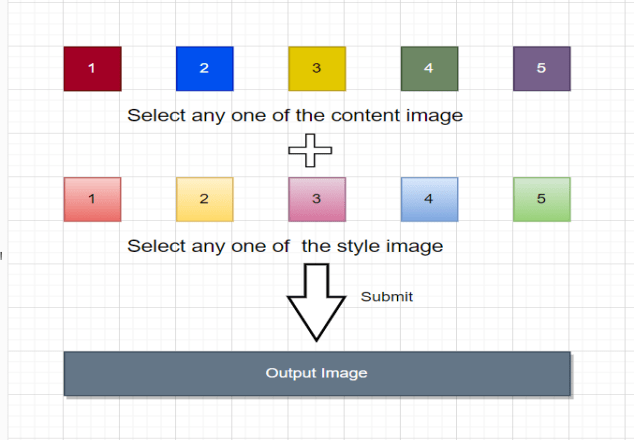 1 2 3 4 5
Select any one of the content image
1 2 3 4 5
Select any one of  the style image
Submit
Output Image